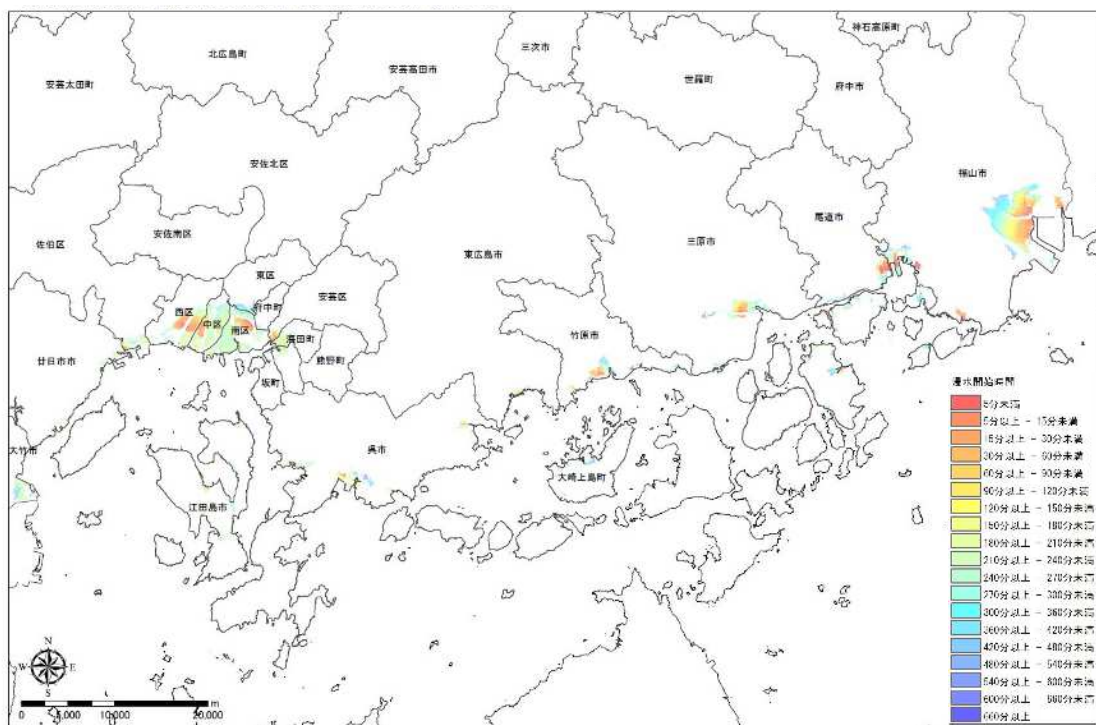 神石高原町
三次市
北広島町
安芸高田市
世羅町
安芸太田町
府中市
安佐北区
福山市
尾道市
安佐南区
佐伯区
三原市
東広島市
東区
安芸区
府中町
西区
中区
南区
海田町
竹原市
熊野町
廿日市市
坂町
呉市
大竹市
大崎上島町
江田島市
浸水開始時間
5分未満
5分以上 - 15分未満
15分以上 - 30分未満
30分以上 - 60分未満
60分以上 - 90分未満
90分以上 - 120分未満
120分以上 - 150分未満
150分以上 - 180分未満
180分以上 - 210分未満
210分以上 - 240分未満
240分以上 - 270分未満
270分以上 - 300分未満
300分以上 - 360分未満
360分以上 - 420分未満
420分以上 - 480分未満
480分以上 - 540分未満
540分以上 - 600分未満
600分以上 - 660分未満
660分以上
N
W E
S
0 5,000 10,000 20,000 m